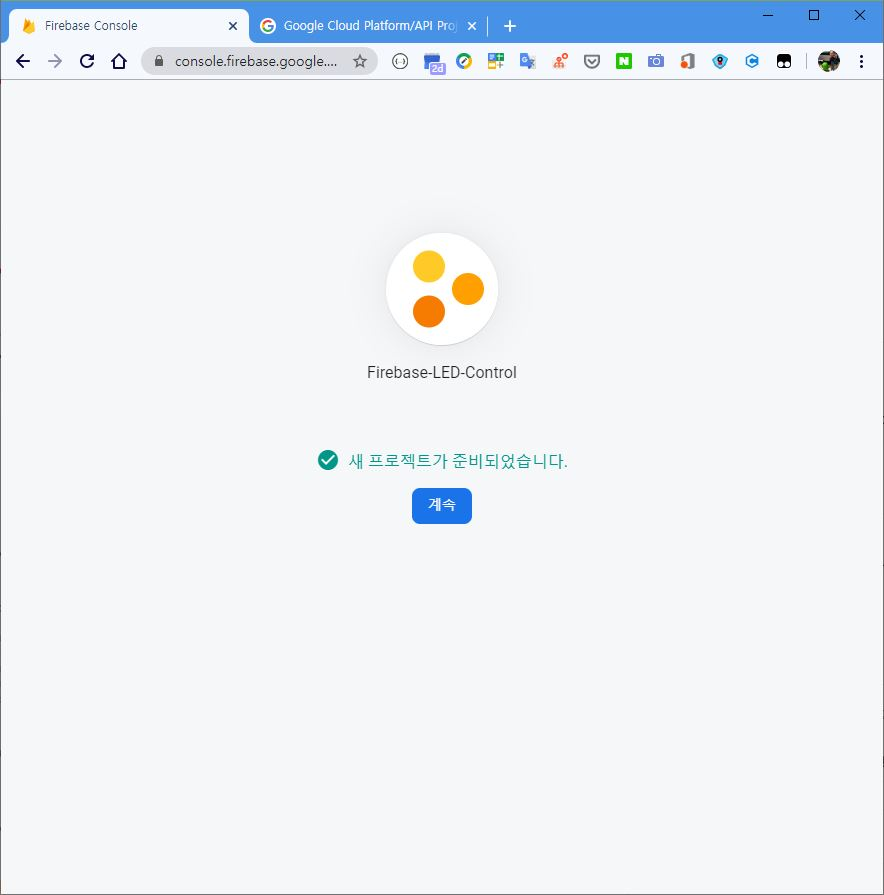 Firebase Console
Google Cloud Platform/API Proj
console.firebase.google....
2d
N
Firebase-LED-Control
새 프로젝트가 준비되었습니다.
계속